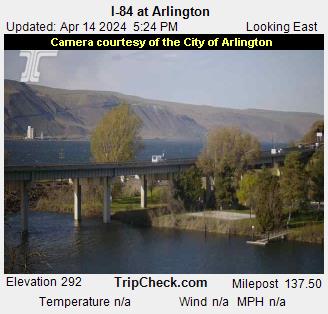 I-84 at Arlington
Updated: Apr 14 2024 5:24 PM Looking East
Camera courtesy of the City of Arlington
Elevation 292 TripCheck.com Milepost 137.50
Temperature n/a Wind n/a MPH n/a